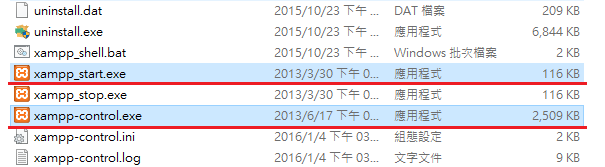 uninstall.dat 2015/10/23 下午 0... DAT 檔案 209 KB
uninstall.exe 2015/10/23 下午 0... 應用程式 6,844 KB
xampp_shell.bat 2015/10/23 下午 0... Windows 批次檔案 2 KB
xampp_start.exe 2013/3/30 下午 0... 應用程式 116 KB
xampp_stop.exe 2013/3/30 下午 0... 應用程式 116 KB
xampp-control.exe 2013/6/17 下午 0... 應用程式 2,509 KB
xampp-control.ini 2016/1/4 下午 03... 組態設定 2 KB
xampp-control.log 2016/1/4 下午 03... 文字文件 9 KB